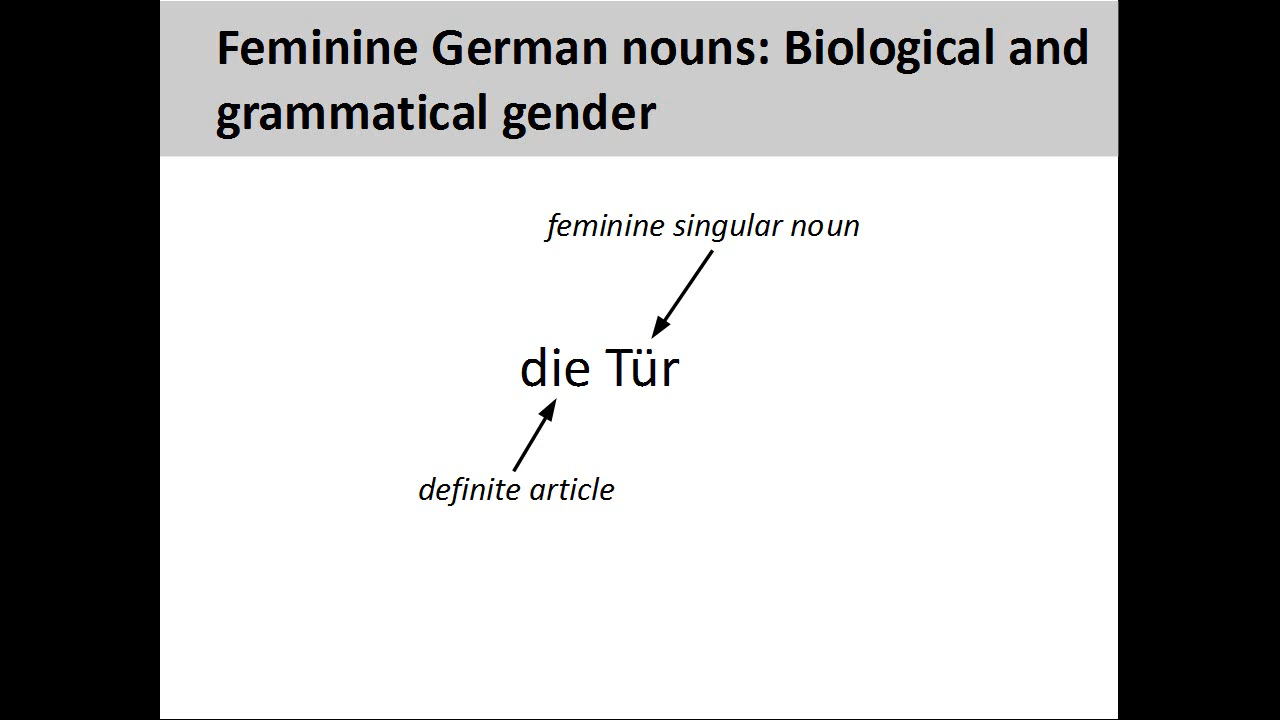 Feminine German nouns: Biological and
grammatical gender
feminine singular noun
die Tür
definite article